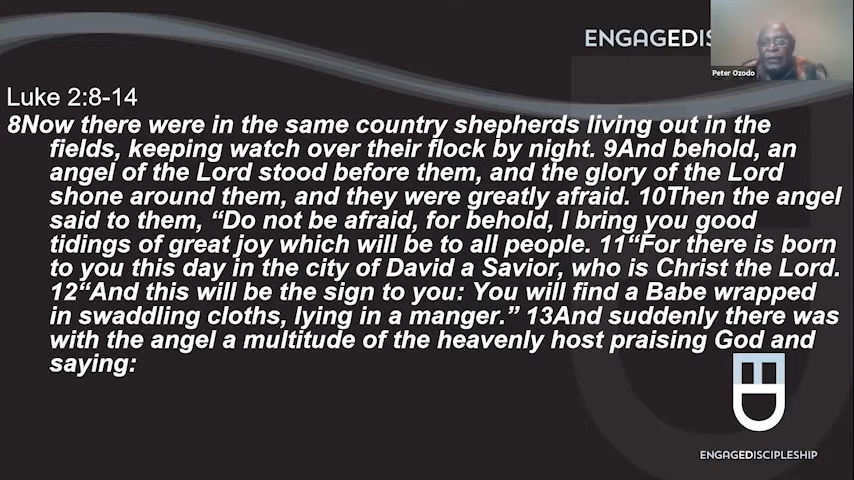 ENGAGEDIS
Peter Ozodo
Luke 2:8-14
8Now there were in the same country shepherds living out in the
fields, keeping watch over their flock by night. 9And behold, an
angel of the Lord stood before them, and the glory of the Lord
shone around them, and they were greatly afraid. 10Then the angel
said to them, “Do not be afraid, for behold, I bring you good
tidings of great joy which will be to all people. 11“For there is born
to you this day in the city of David a Savior, who is Christ the Lord.
12“And this will be the sign to you: You will find a Babe wrapped
in swaddling cloths, lying in a manger.” 13And suddenly there was
with the angel a multitude of the heavenly host praising God and
saying:
ENGAGEDISCIPLESHIP